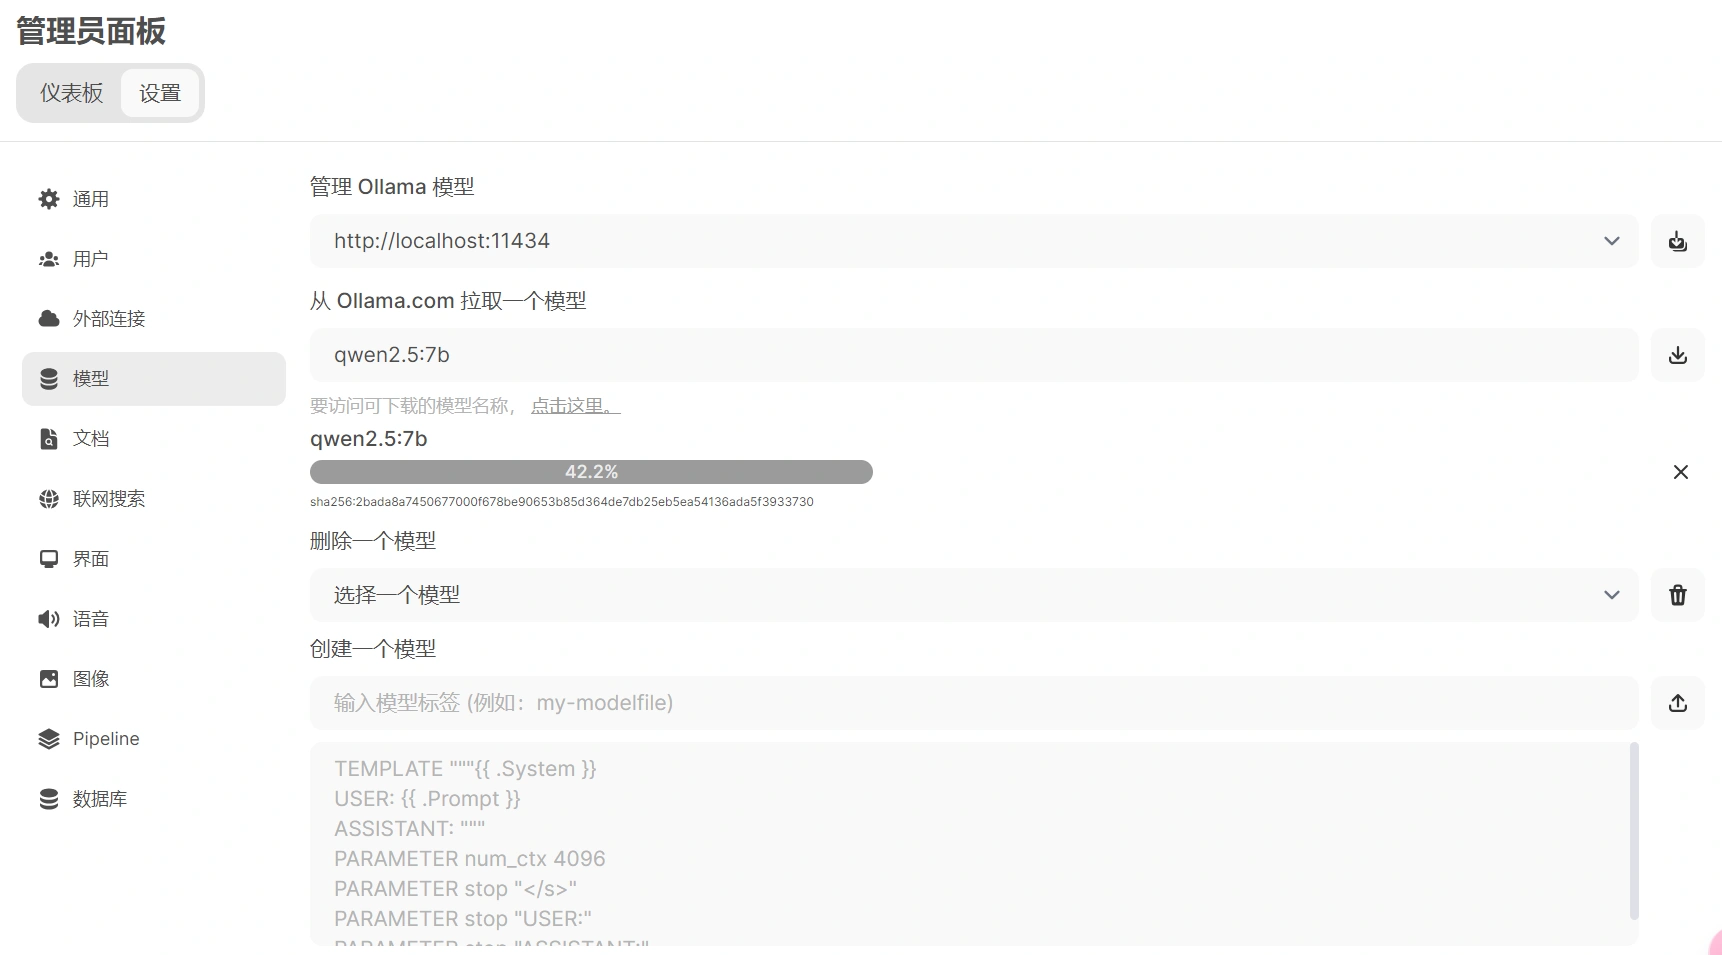 管理员面板
仪表板 设置
通用
用户
外部连接
模型
文档
联网搜索
界面
语音
图像
Pipeline
数据库
管理 Ollama 模型
http://localhost:11434
从 Ollama.com 拉取一个模型
qwen2.5:7b
要访问可下载的模型名称， 点击这里。
qwen2.5:7b
42.2%
sha256:2bada8a7450677000f678be90653b85d364de7db25eb5ea54136ada5f3933730
删除一个模型
选择一个模型
创建一个模型
输入模型标签 (例如：my-modelfile)
TEMPLATE """{{ .System }}
USER: {{ .Prompt }}
ASSISTANT: """
PARAMETER num_ctx 4096
PARAMETER stop "</s>"
PARAMETER stop "USER:"
PARAMETER stop "ASSISTANT:"